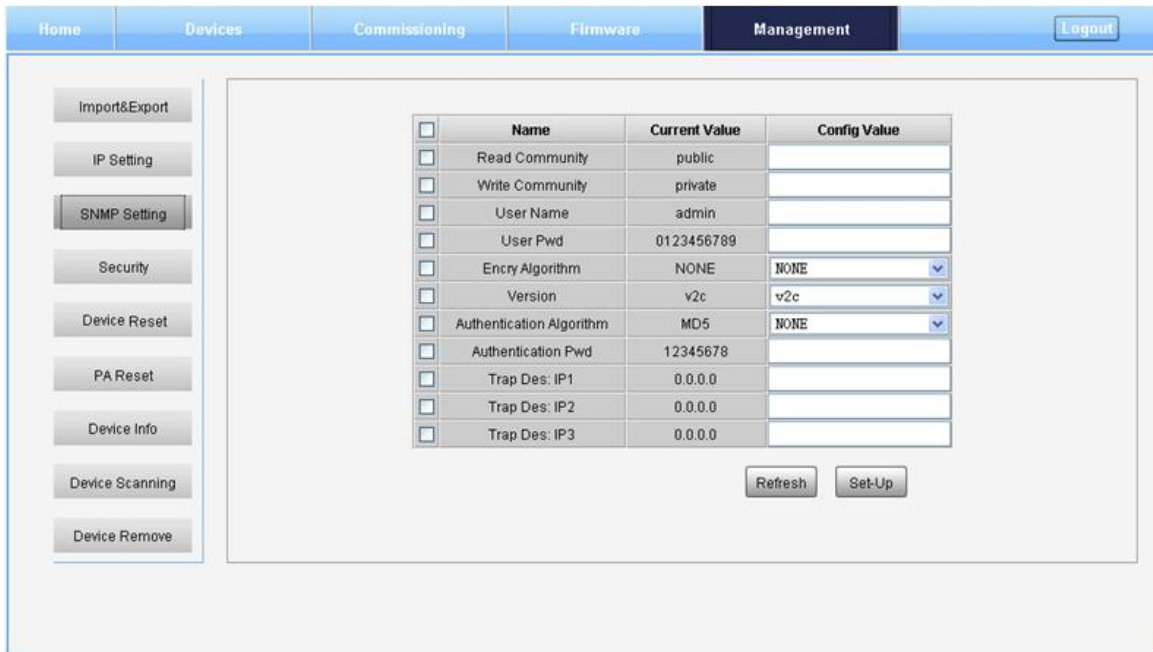 Home Devices Commissioning Firmware Management Logout
Import&Export
IP Setting
SNMP Setting
Security
Device Reset
PA Reset
Device Info
Device Scanning
Device Remove
Name Current Value Config Value
Read Community public
Write Community private
User Name admin
User Pwd 0123456789
Encry Algorithm NONE NONE
Version v2c v2c
Authentication Algorithm MD5 NONE
Authentication Pwd 12345678
Trap Des: IP1 0.0.0.0
Trap Des: IP2 0.0.0.0
Trap Des: IP3 0.0.0.0
Refresh Set-Up